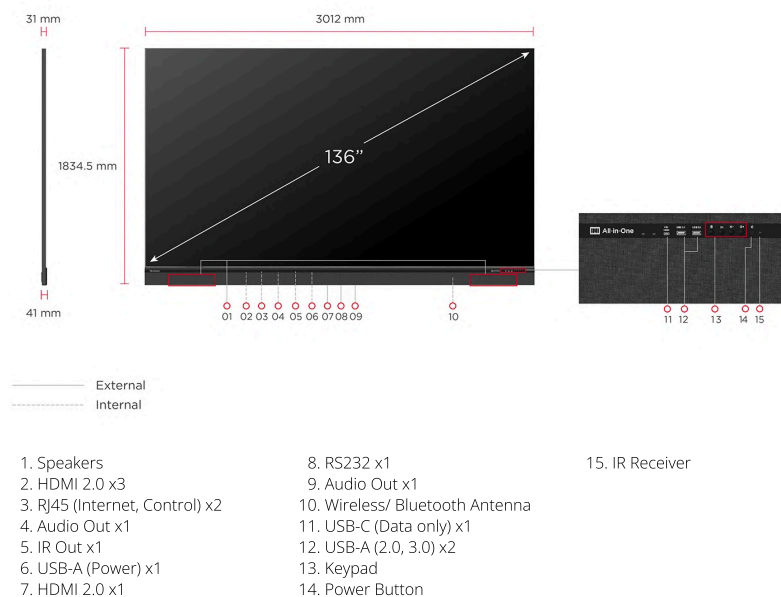 31 mm
3012 mm
136”
1834.5 mm
All-in-One
41 mm
01 02 03 04 05 06 07 08 09 10
11 12 13 14 15
External
Internal
1. Speakers
2. HDMI 2.0 x3
3. RJ45 (Internet, Control) x2
4. Audio Out x1
5. IR Out x1
6. USB-A (Power) x1
7. HDMI 2.0 x1
8. RS232 x1
9. Audio Out x1
10. Wireless/ Bluetooth Antenna
11. USB-C (Data only) x1
12. USB-A (2.0, 3.0) x2
13. Keypad
14. Power Button
15. IR Receiver